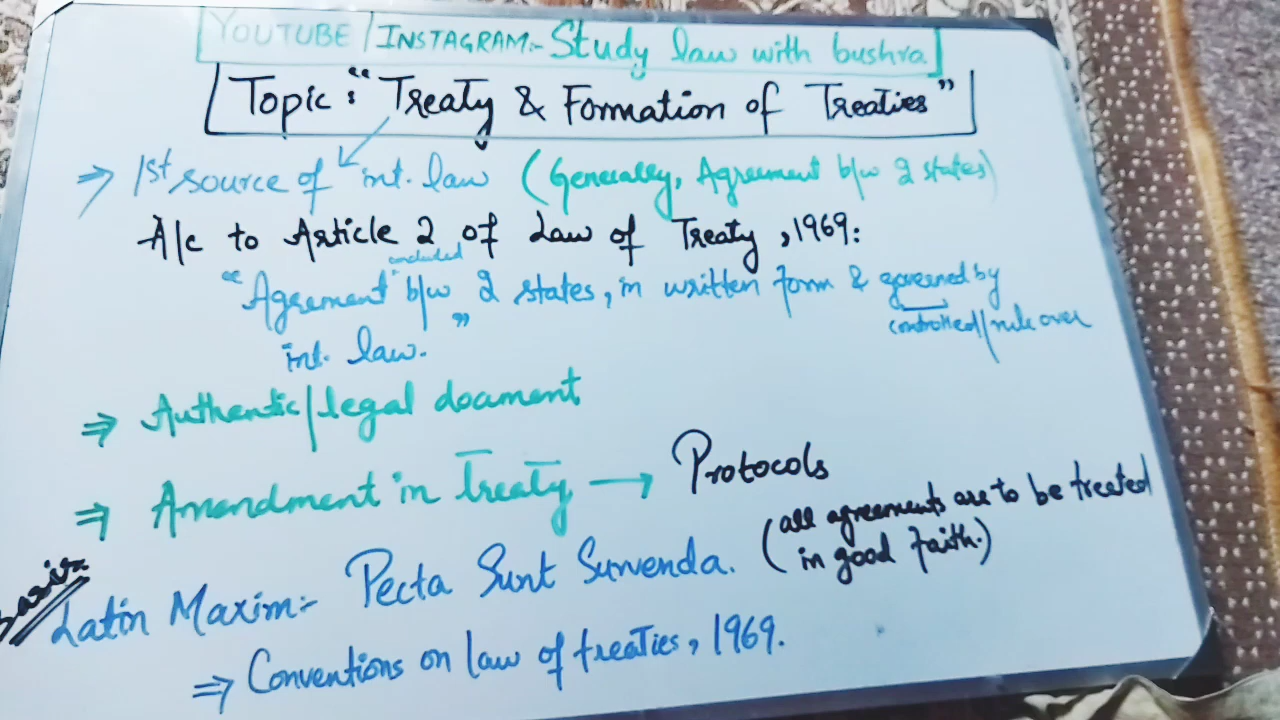 YOUTUBE/INSTAGRAM:- Study law with bushra
Topic: "Treaty & Formation of Treaties"
⇒ 1st source of int. law (Generally, Agreement b/w 2 states)
A/c to Article 2 of Law of Treaty, 1969:
concluded
"Agreement b/w 2 states, in written form & governed by
controlled/rule over
int. law."
⇒ Authentic/legal document
⇒ Amendment in Treaty → Protocols
(all agreements are to be treated
in good faith.)
Latin Maxim:- Pecta Sunt Survenda.
⇒ Conventions on law of treaties, 1969.